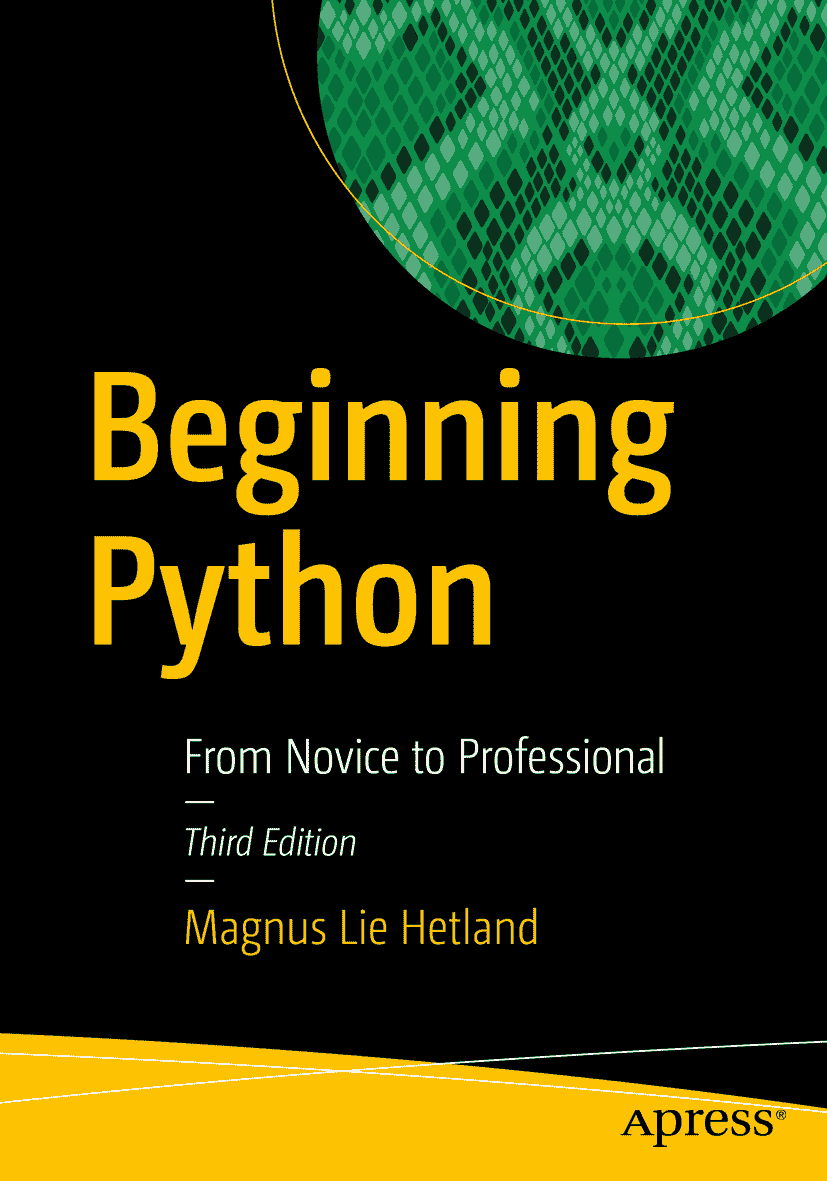 Beginning
Python
From Novice to Professional
—
Third Edition
—
Magnus Lie Hetland
Apress®